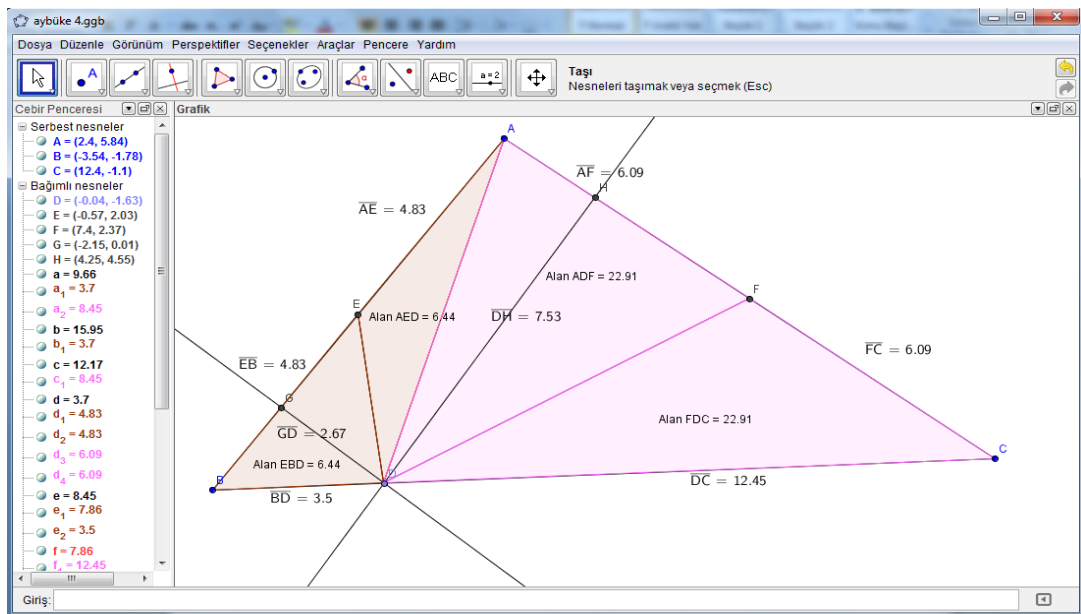 aybüke 4.ggb
Dosya Düzenle Görünüm Perspektifler Seçenekler Araçlar Pencere Yardım
A
α
ABC
a=2
Taşı
Nesneleri taşımak veya seçmek (Esc)
Cebir Penceresi
Grafik
Serbest nesneler
A = (2.4, 5.84)
B = (-3.54, -1.78)
C = (12.4, -1.1)
Bağımlı nesneler
D = (-0.04, -1.63)
E = (-0.57, 2.03)
F = (7.4, 2.37)
G = (-2.15, 0.01)
H = (4.25, 4.55)
a = 9.66
a₁ = 3.7
a₂ = 8.45
b = 15.95
b₁ = 3.7
c = 12.17
c₁ = 8.45
d = 3.7
d₁ = 4.83
d₂ = 4.83
d₃ = 6.09
d₄ = 6.09
e = 8.45
e₁ = 7.86
e₂ = 3.5
f = 7.86
f₁ = 12.45
A
AF = 6.09
H
AE = 4.83
Alan ADF = 22.91
F
E
Alan AED = 6.44
DH = 7.53
FC = 6.09
EB = 4.83
G
GD = 2.67
Alan FDC = 22.91
C
Alan EBD = 6.44
D
B
BD = 3.5
DC = 12.45
Giriş: